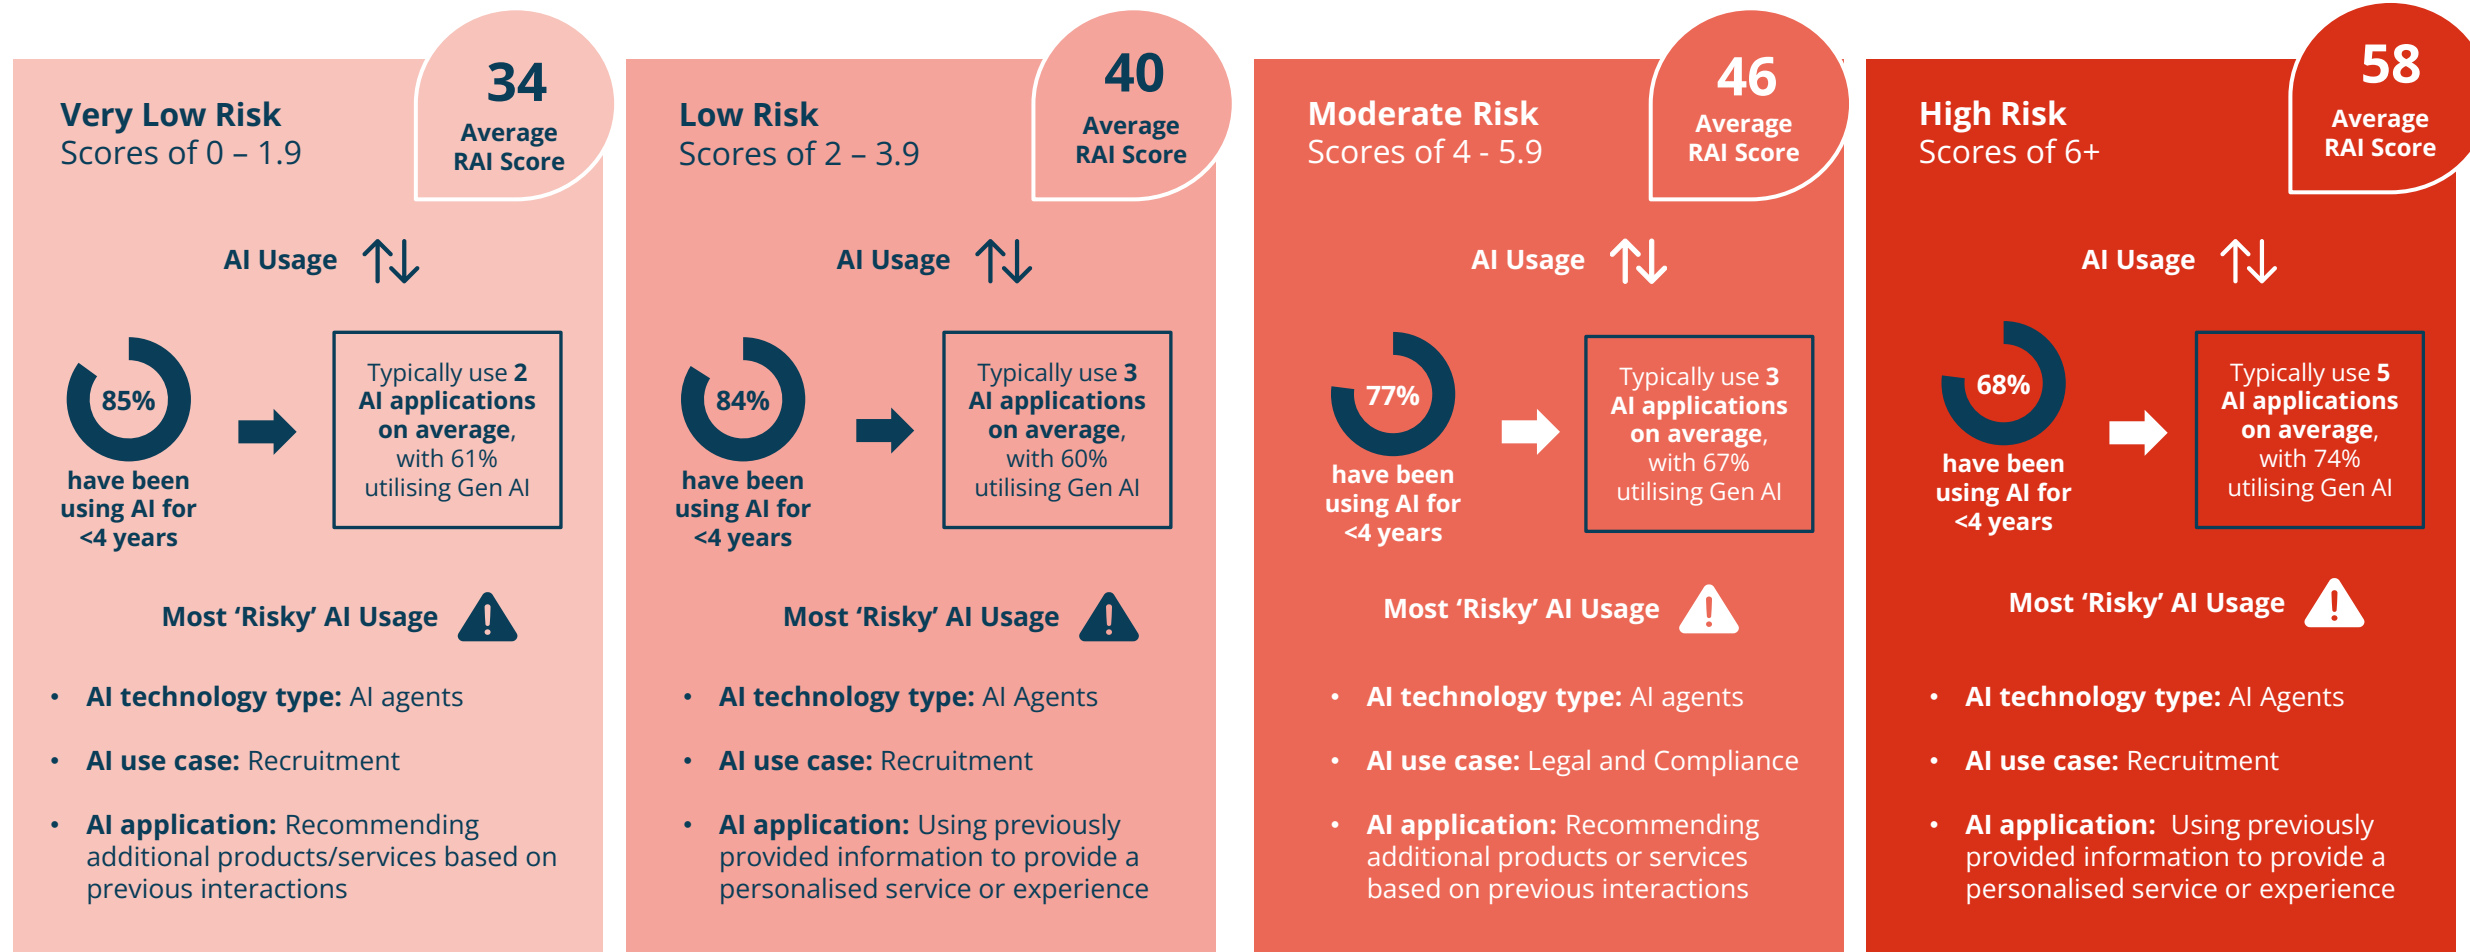 Very Low Risk
Scores of 0 – 1.9
34
Average
RAI Score
AI Usage
85%
have been
using AI for
<4 years
Typically use 2
AI applications
on average,
with 61%
utilising Gen AI
Most ‘Risky’ AI Usage
• AI technology type: AI agents
• AI use case: Recruitment
• AI application: Recommending
additional products/services based on
previous interactions
Low Risk
Scores of 2 – 3.9
40
Average
RAI Score
AI Usage
84%
have been
using AI for
<4 years
Typically use 3
AI applications
on average,
with 60%
utilising Gen AI
Most ‘Risky’ AI Usage
• AI technology type: AI Agents
• AI use case: Recruitment
• AI application: Using previously
provided information to provide a
personalised service or experience
Moderate Risk
Scores of 4 - 5.9
46
Average
RAI Score
AI Usage
77%
have been
using AI for
<4 years
Typically use 3
AI applications
on average,
with 67%
utilising Gen AI
Most ‘Risky’ AI Usage
• AI technology type: AI agents
• AI use case: Legal and Compliance
• AI application: Recommending
additional products or services
based on previous interactions
High Risk
Scores of 6+
58
Average
RAI Score
AI Usage
68%
have been
using AI for
<4 years
Typically use 5
AI applications
on average,
with 74%
utilising Gen AI
Most ‘Risky’ AI Usage
• AI technology type: AI Agents
• AI use case: Recruitment
• AI application: Using previously
provided information to provide a
personalised service or experience